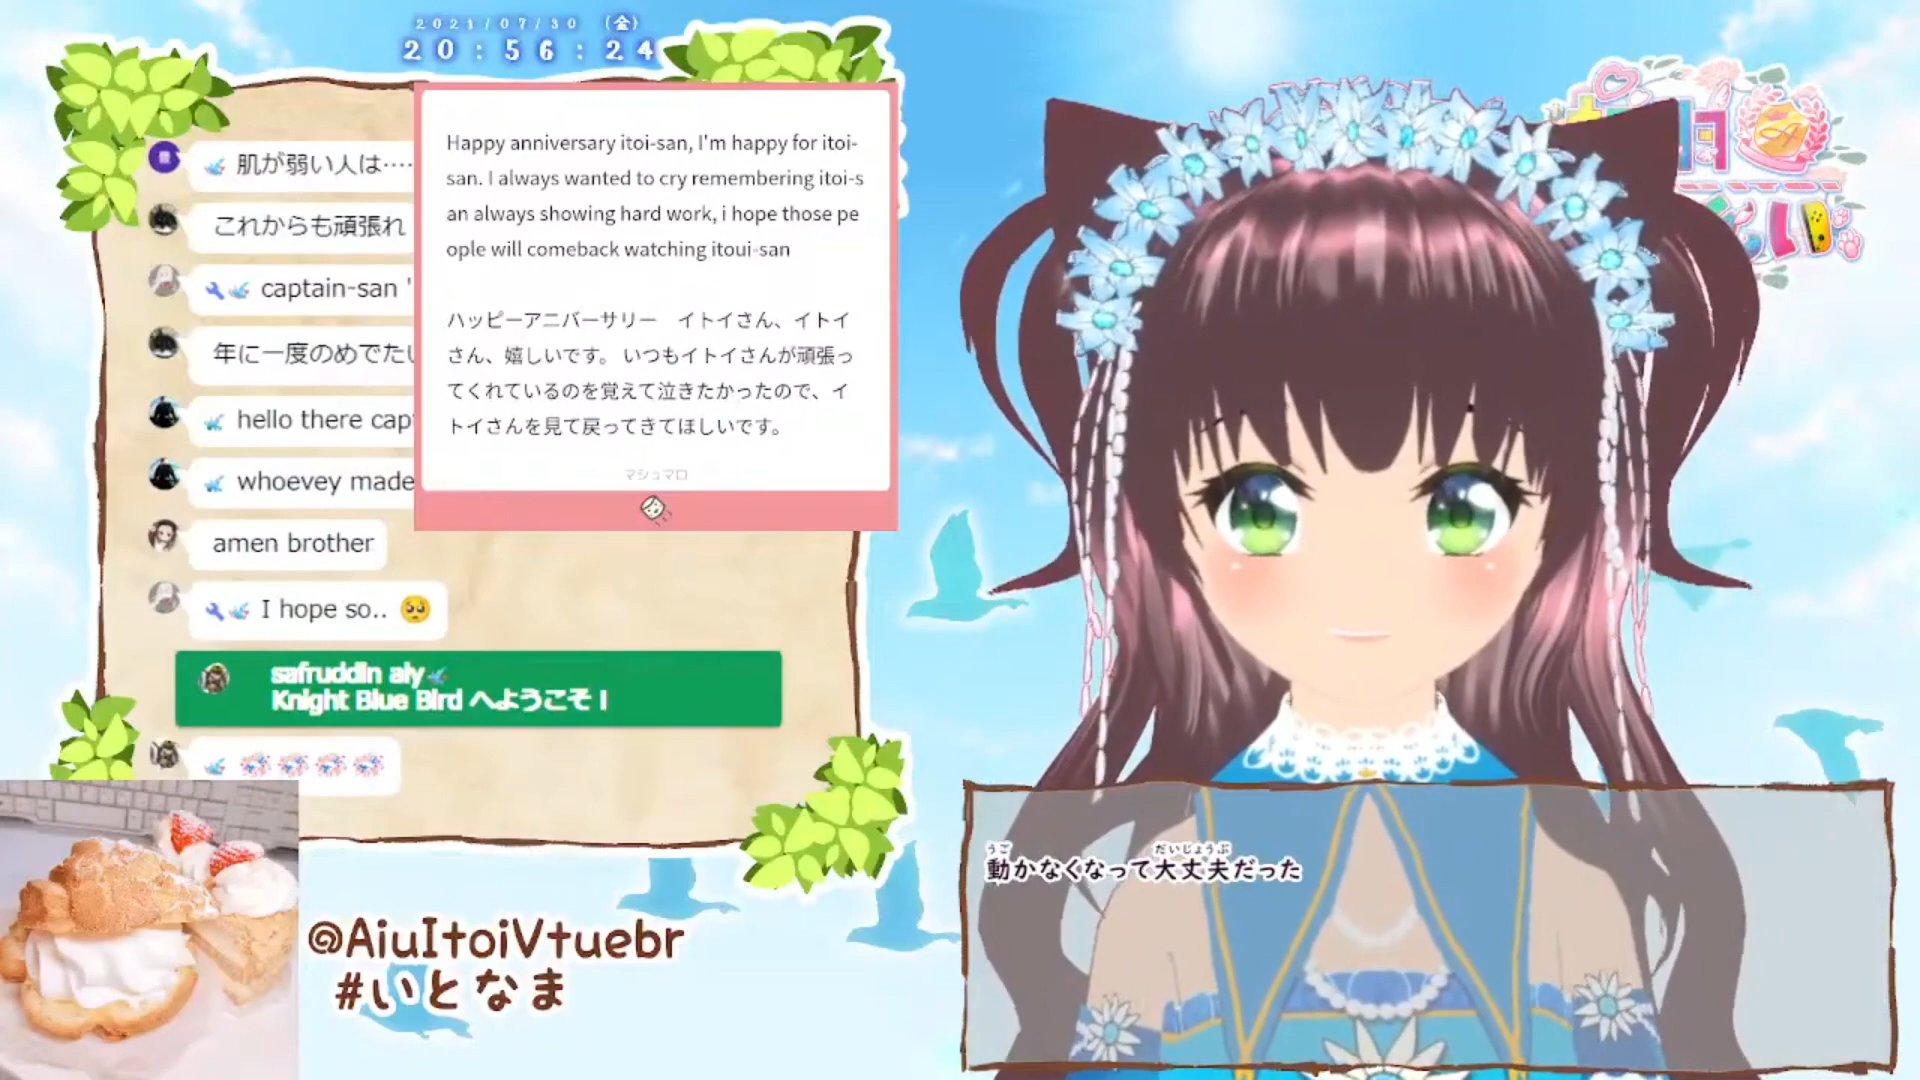 2021/07/30 (金)
20:56:24
肌が弱い人は‥‥
これからも頑張れ
captain-san '
年に一度のめでたい
hello there cap
whoevey made
amen brother
I hope so.. 🥺
safruddin aly
Knight Blue Bird へようこそ！
Happy anniversary itoi-san, I'm happy for itoi-
san. I always wanted to cry remembering itoi-s
an always showing hard work, i hope those pe
ople will comeback watching itoui-san
ハッピーアニバーサリー　イトイさん、イトイ
さん、嬉しいです。 いつもイトイさんが頑張っ
てくれているのを覚えて泣きたかったので、イ
トイさんを見て戻ってきてほしいです。
マシュマロ
@AiuItoiVtuebr
#いとなま
うご だいじょうぶ
動かなくなって大丈夫だった